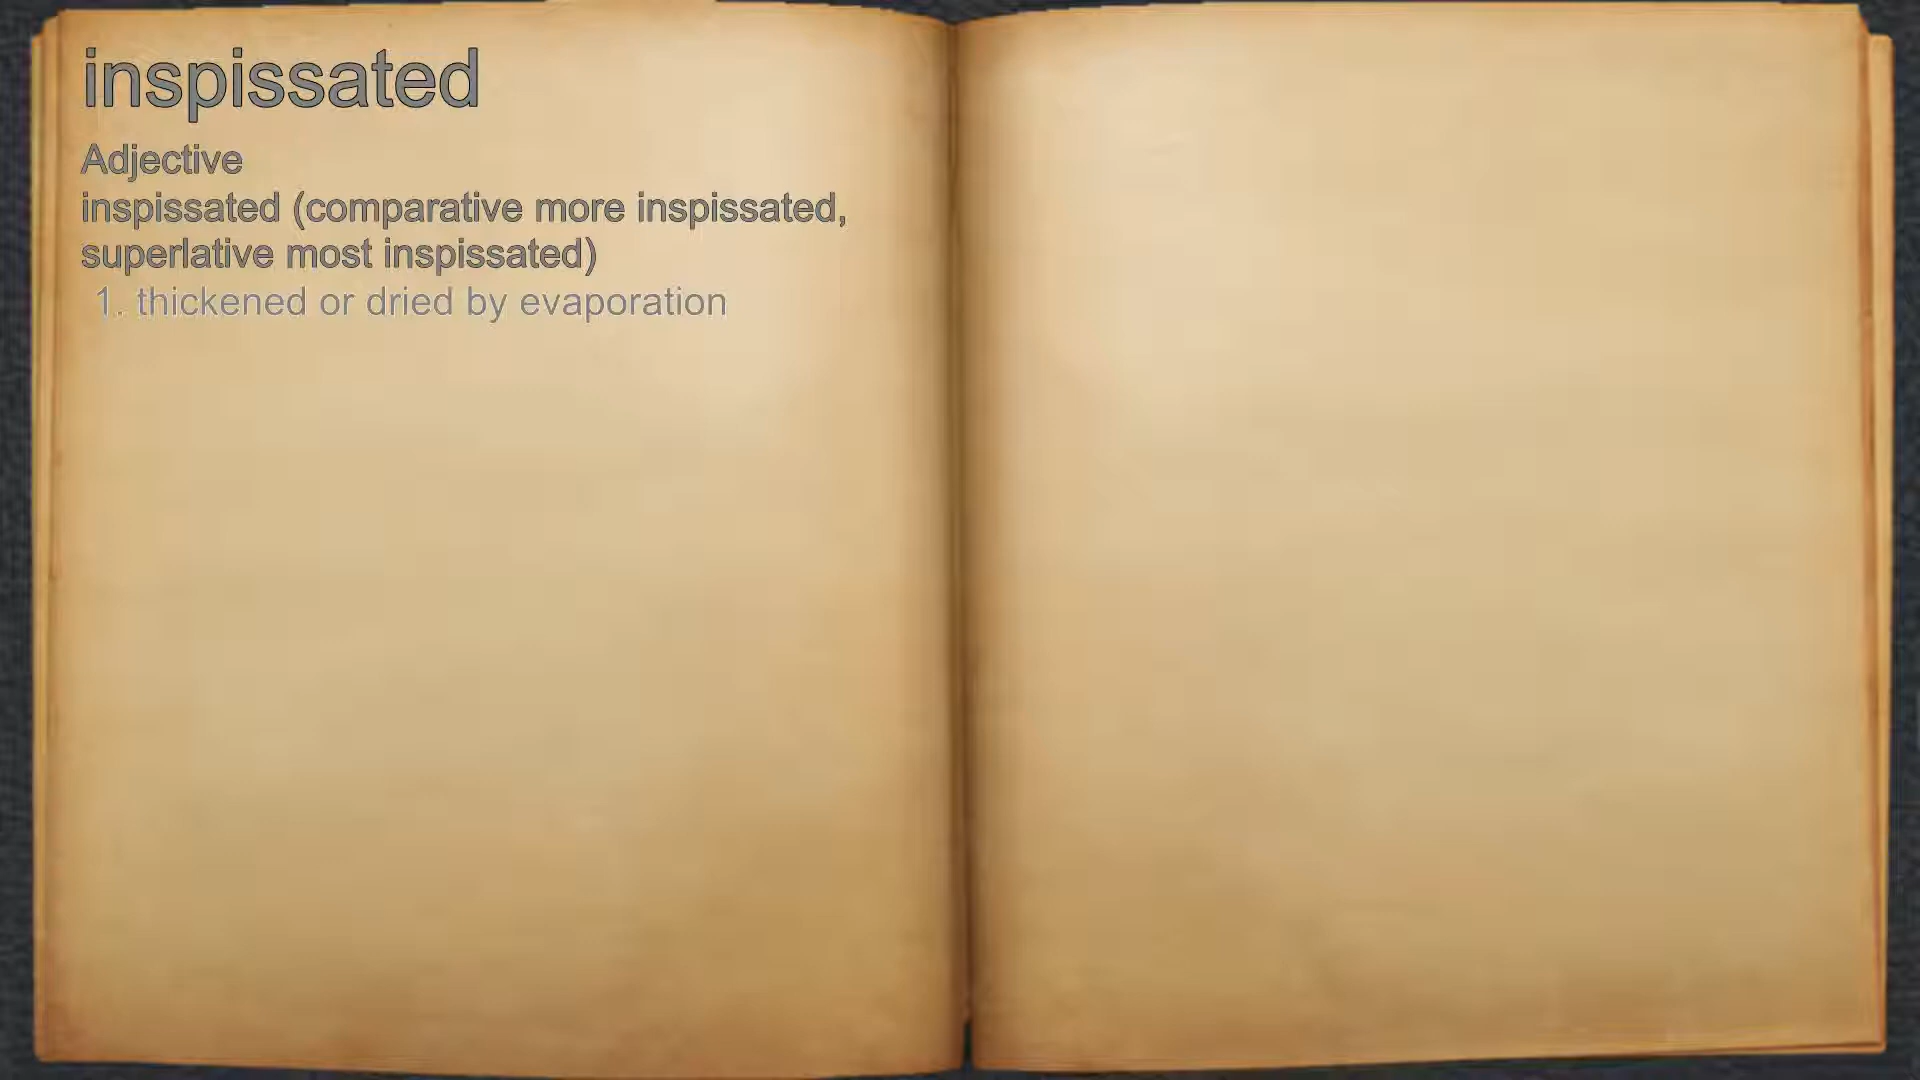 inspissated
Adjective
inspissated (comparative more inspissated,
superlative most inspissated)
1. thickened or dried by evaporation